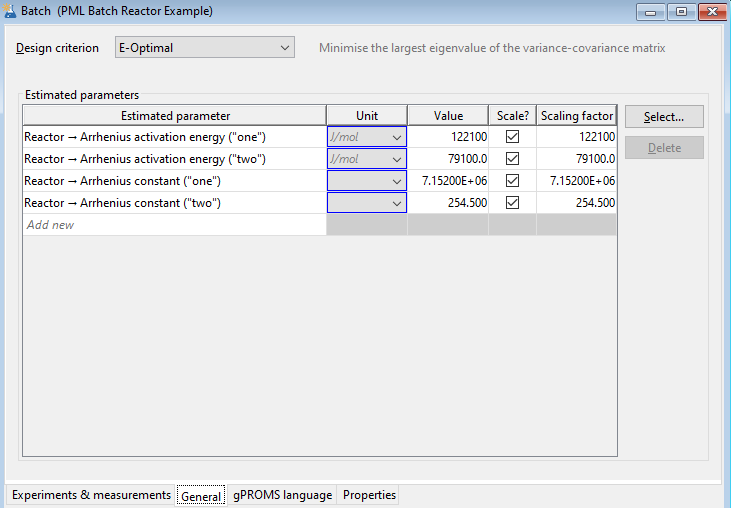 Batch (PML Batch Reactor Example)
Design criterion E-Optimal Minimise the largest eigenvalue of the variance-covariance matrix
Estimated parameters
Estimated parameter Unit Value Scale? Scaling factor Select...
Reactor → Arrhenius activation energy ("one") J/mol 122100 122100
Reactor → Arrhenius activation energy ("two") J/mol 79100.0 79100.0 Delete
Reactor → Arrhenius constant ("one") 7.15200E+06 7.15200E+06
Reactor → Arrhenius constant ("two") 254.500 254.500
Add new
Experiments & measurements General gPROMS language Properties